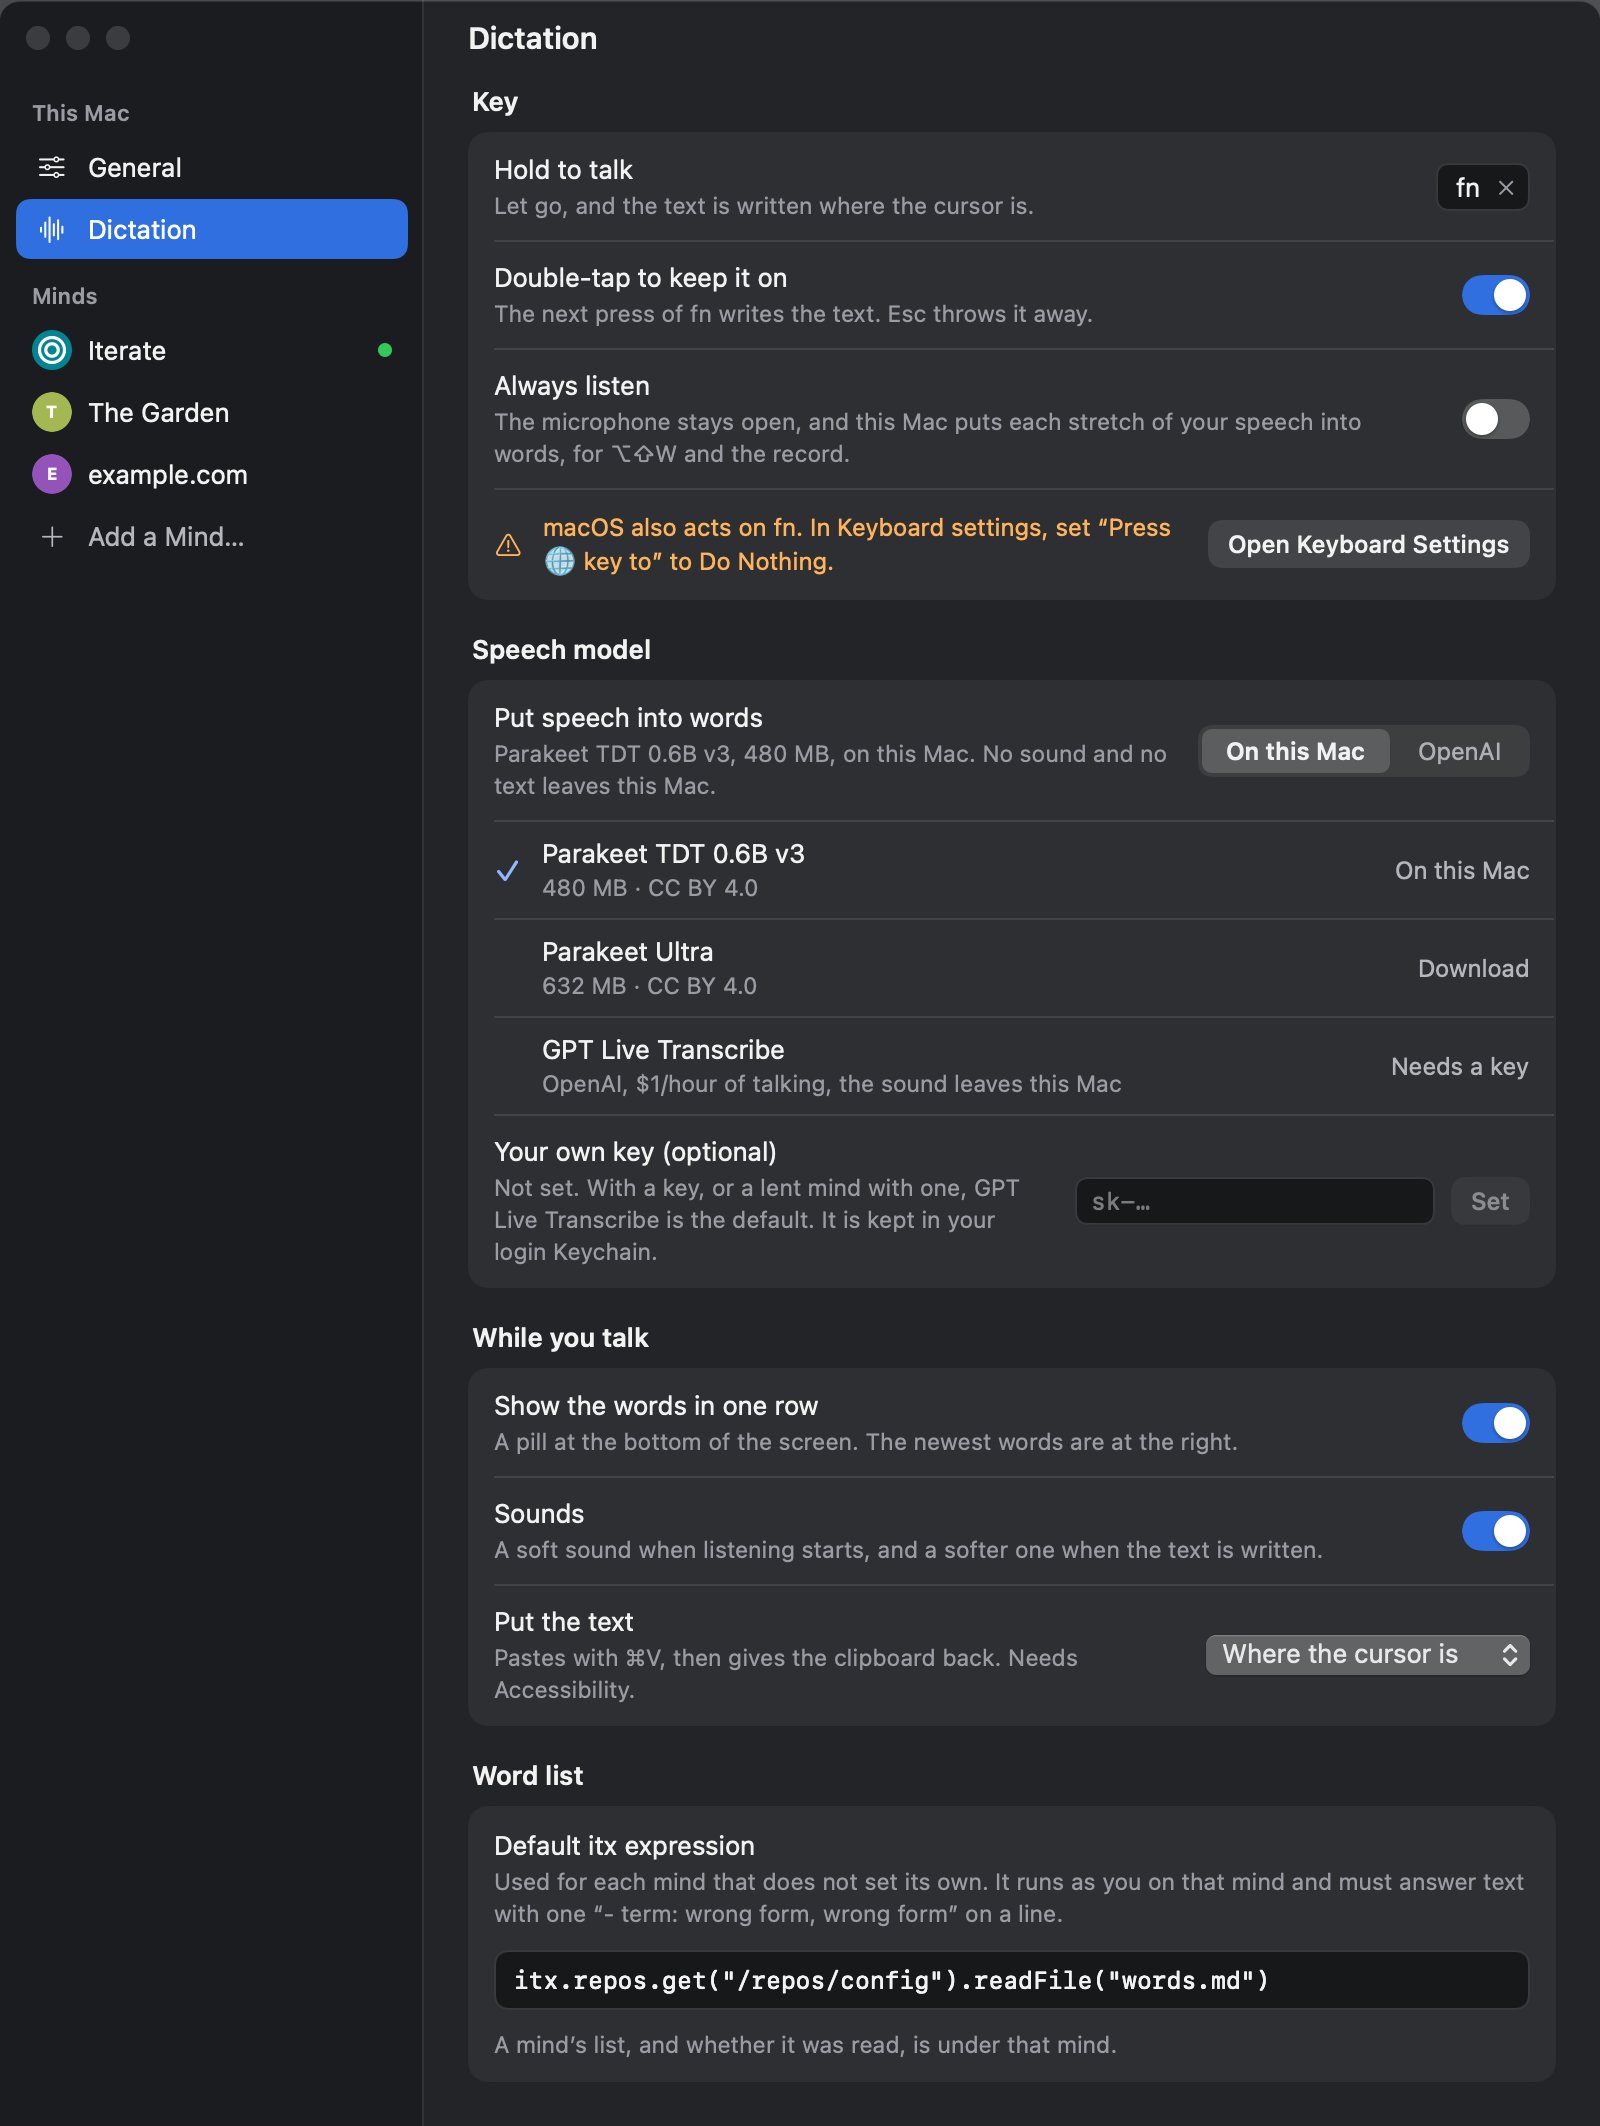 This Mac
General
Dictation
Minds
Iterate
T
The Garden
E
example.com
Add a Mind…
Dictation
Key
Hold to talk
Let go, and the text is written where the cursor is.
fn
Double-tap to keep it on
The next press of fn writes the text. Esc throws it away.
Always listen
The microphone stays open, and this Mac puts each stretch of your speech into
words, for ⌥⇧W and the record.
macOS also acts on fn. In Keyboard settings, set “Press
🌐 key to” to Do Nothing.
Open Keyboard Settings
Speech model
Put speech into words
Parakeet TDT 0.6B v3, 480 MB, on this Mac. No sound and no
text leaves this Mac.
On this Mac
OpenAI
Parakeet TDT 0.6B v3
480 MB · CC BY 4.0
On this Mac
Parakeet Ultra
632 MB · CC BY 4.0
Download
GPT Live Transcribe
OpenAI, $1/hour of talking, the sound leaves this Mac
Needs a key
Your own key (optional)
Not set. With a key, or a lent mind with one, GPT
Live Transcribe is the default. It is kept in your
login Keychain.
sk-…
Set
While you talk
Show the words in one row
A pill at the bottom of the screen. The newest words are at the right.
Sounds
A soft sound when listening starts, and a softer one when the text is written.
Put the text
Pastes with ⌘V, then gives the clipboard back. Needs
Accessibility.
Where the cursor is
Word list
Default itx expression
Used for each mind that does not set its own. It runs as you on that mind and must answer text
with one “- term: wrong form, wrong form” on a line.
itx.repos.get("/repos/config").readFile("words.md")
A mind’s list, and whether it was read, is under that mind.